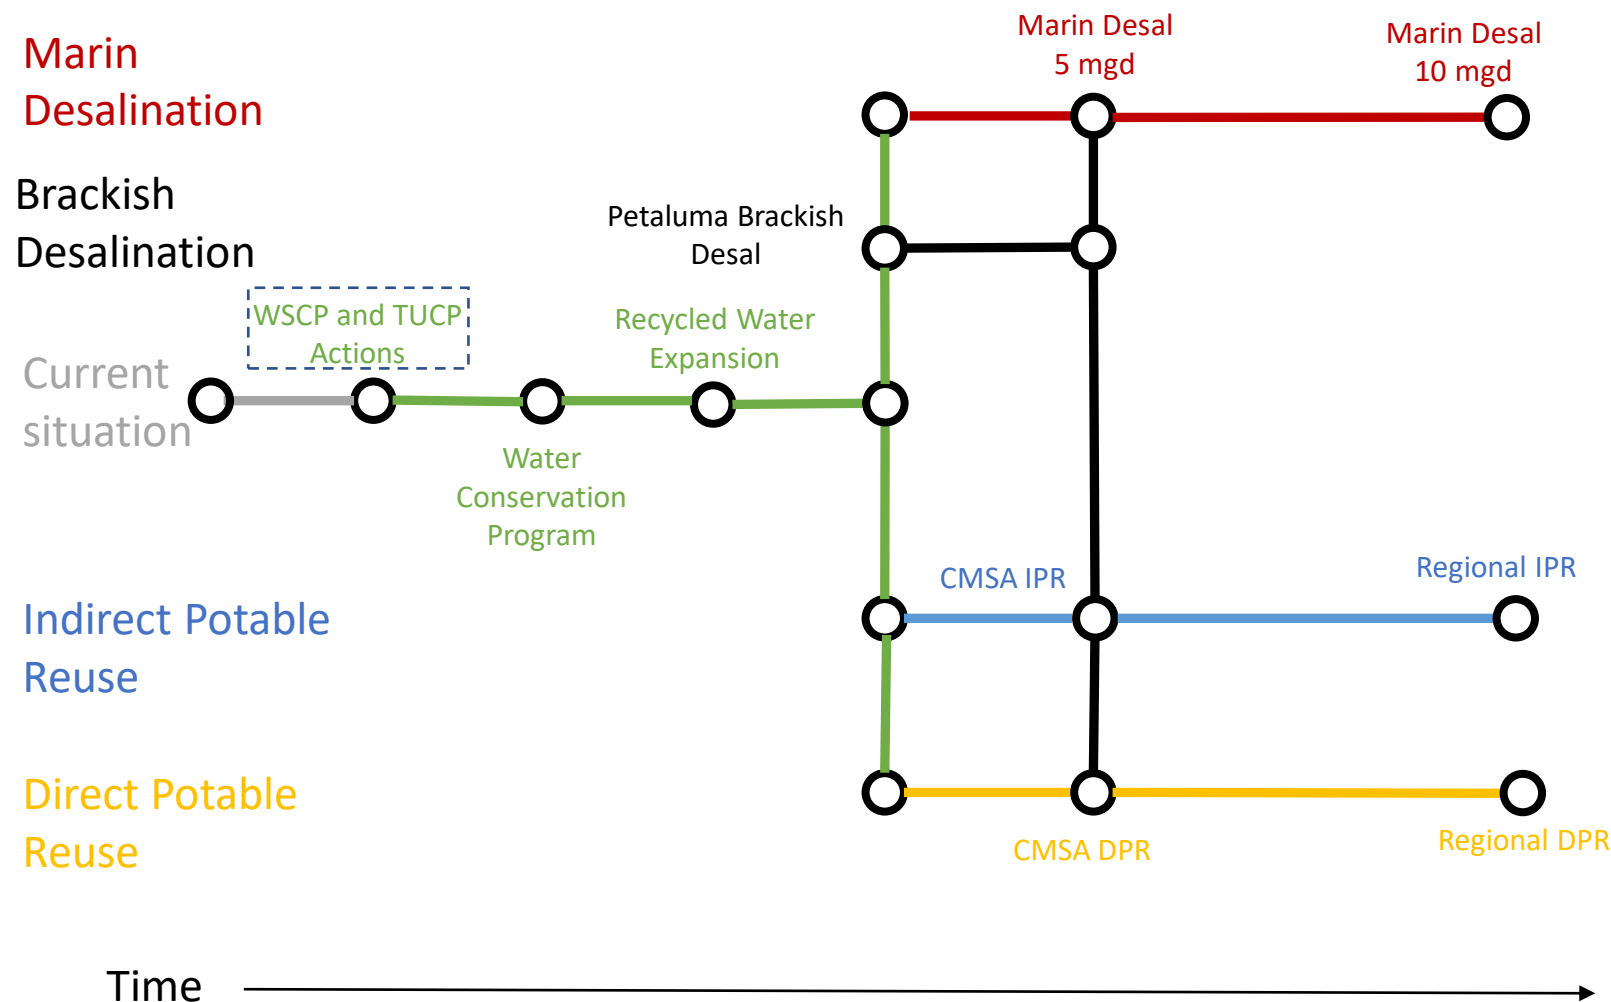 Marin
Desalination
Marin Desal
5 mgd
Marin Desal
10 mgd
Brackish
Desalination
Petaluma Brackish
Desal
WSCP and TUCP
Actions
Recycled Water
Expansion
Current
situation
Water
Conservation
Program
CMSA IPR
Regional IPR
Indirect Potable
Reuse
Direct Potable
Reuse
CMSA DPR
Regional DPR
Time